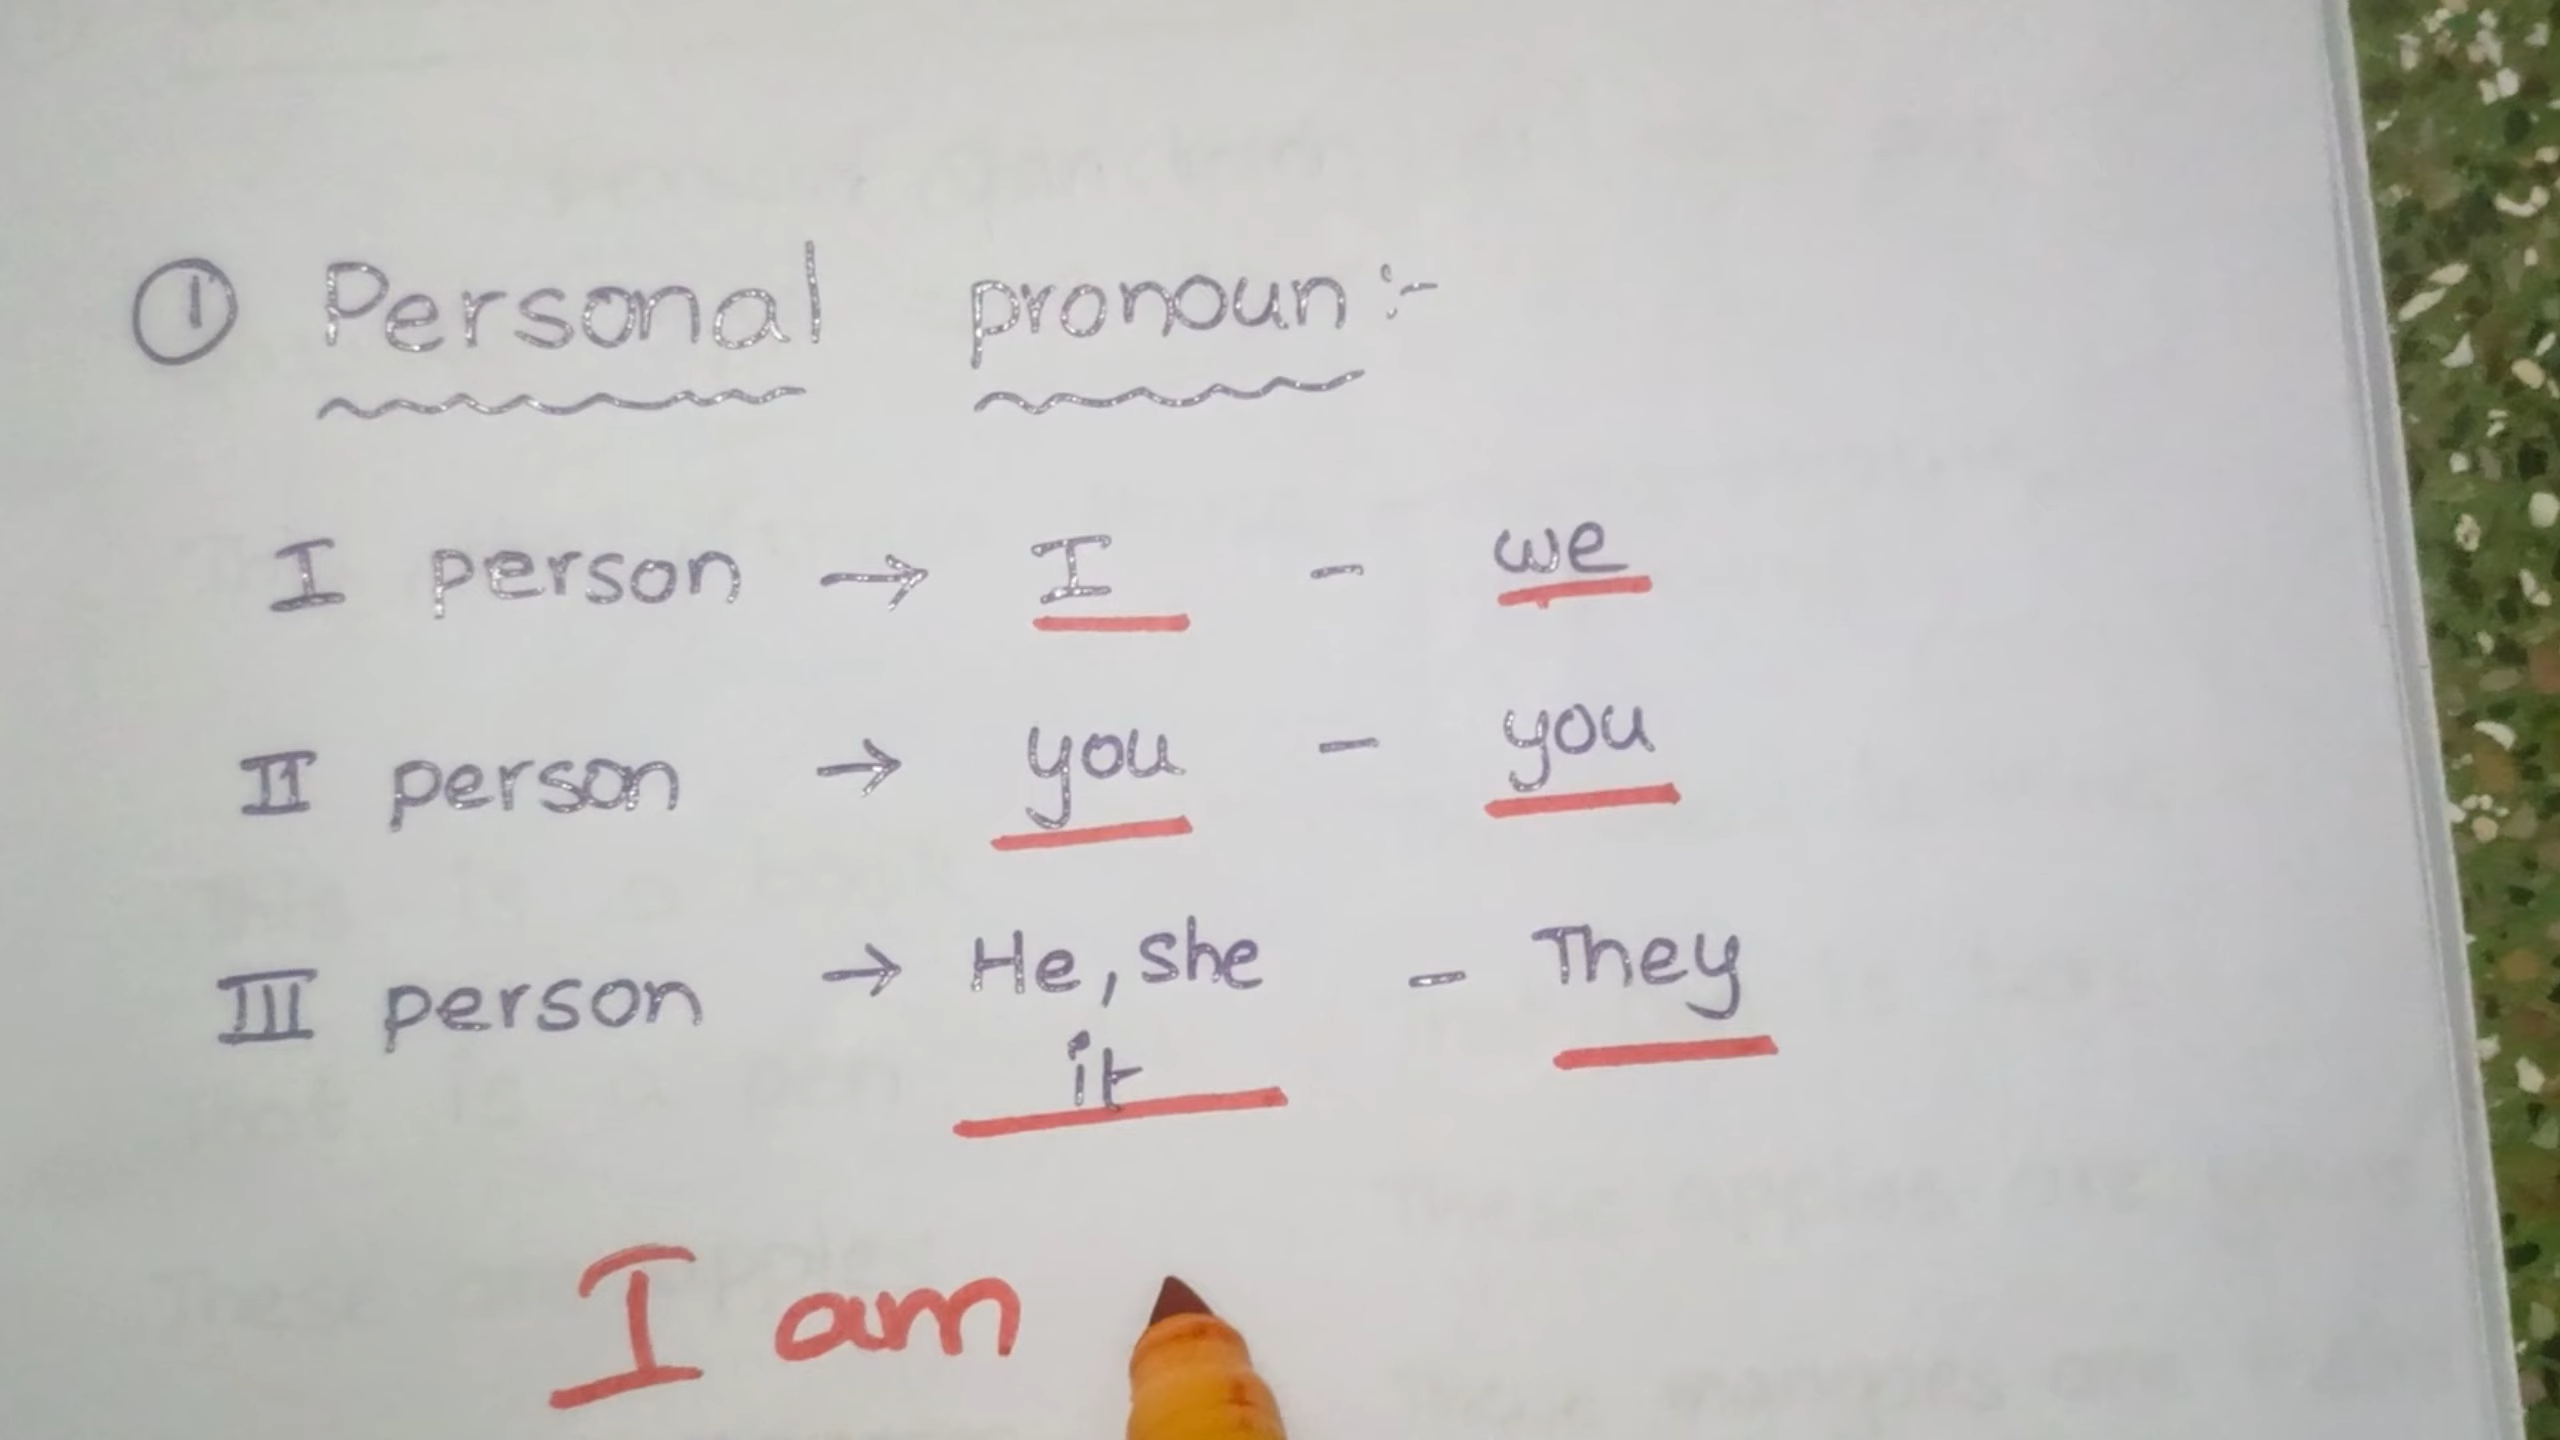 ① Personal pronoun :-
I person → I - we
II person → you - you
III person → He, she - They
it
I am